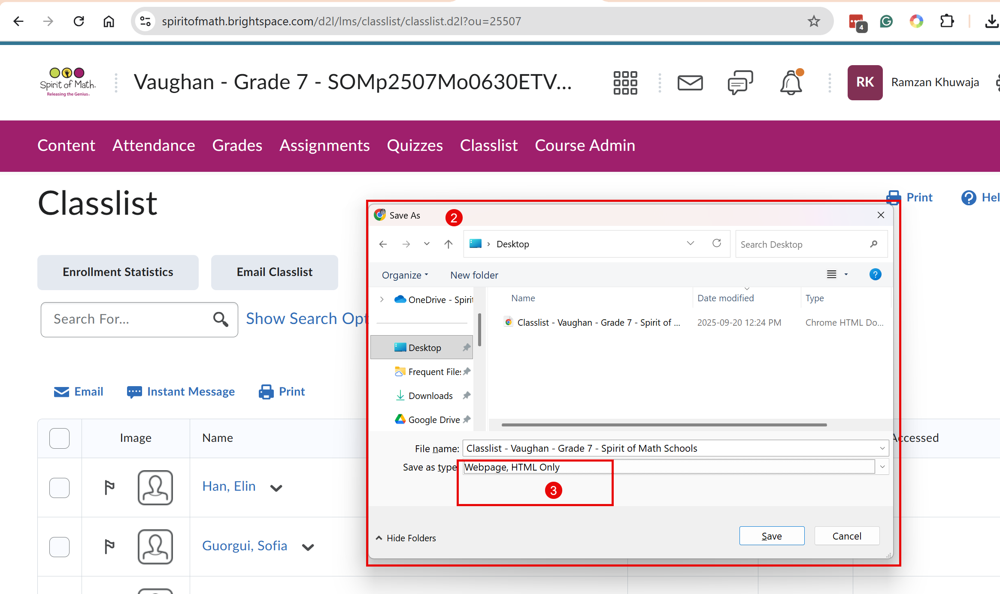 spiritofmath.brightspace.com/d2l/lms/classlist/classlist.d2l?ou=25507
4
Spirit of Math.
Releasing the Genius.
Vaughan - Grade 7 - SOMp2507Mo0630ETV...
RK
Ramzan Khuwaja
Content Attendance Grades Assignments Quizzes Classlist Course Admin
Classlist
Print
Hel
Enrollment Statistics
Email Classlist
Search For...
Show Search Opt
Email
Instant Message
Print
Image
Name
Accessed
Han, Elin
Guorgui, Sofia
Save As
2
Desktop
Search Desktop
Organize
New folder
?
OneDrive - Spirit
Desktop
Frequent Files
Downloads
Google Drive
Name
Date modified
Type
Classlist - Vaughan - Grade 7 - Spirit of ...
2025-09-20 12:24 PM
Chrome HTML Do...
File name:
Classlist - Vaughan - Grade 7 - Spirit of Math Schools
Save as type
Webpage, HTML Only
3
Hide Folders
Save
Cancel